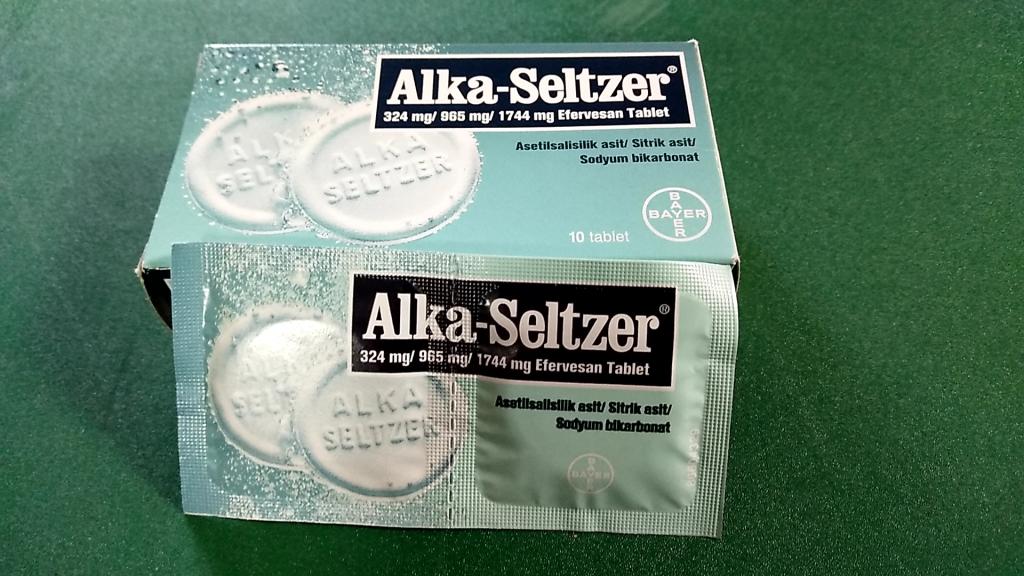 Alka-Seltzer®
324 mg/ 965 mg/ 1744 mg Efervesan Tablet
Asetilsalisilik asit/ Sitrik asit/
Sodyum bikarbonat
ALKA
SELTZER
ALKA
SELTZER
BAYER
BAYER
10 tablet
Alka-Seltzer®
324 mg/ 965 mg/ 1744 mg Efervesan Tablet
Asetilsalisilik asit/ Sitrik asit/
Sodyum bikarbonat
ALKA
SELTZER
BAYER
BAYER